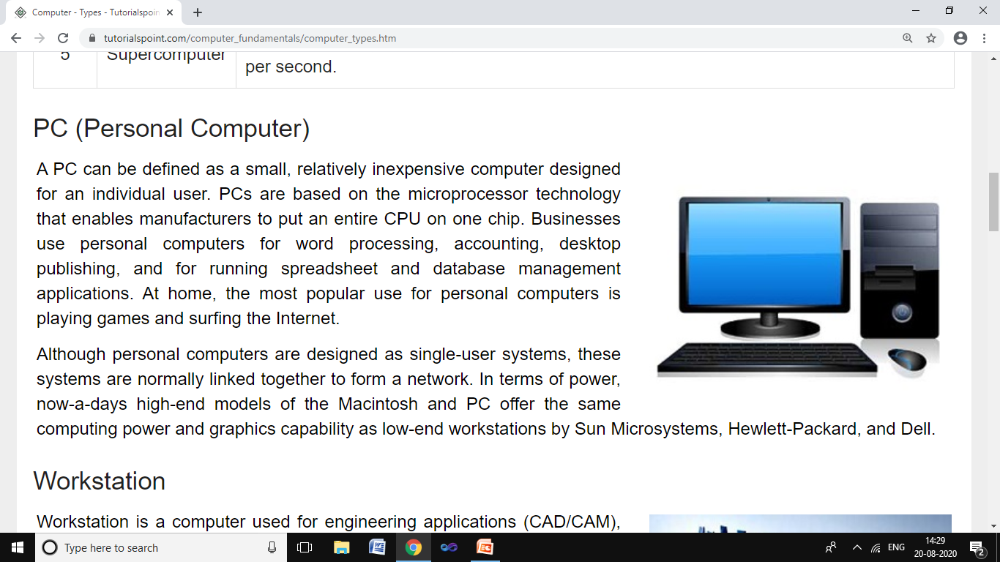 Computer - Types - Tutorialspoin
tutorialspoint.com/computer_fundamentals/computer_types.htm
5 Supercomputer
per second.
PC (Personal Computer)
A PC can be defined as a small, relatively inexpensive computer designed
for an individual user. PCs are based on the microprocessor technology
that enables manufacturers to put an entire CPU on one chip. Businesses
use personal computers for word processing, accounting, desktop
publishing, and for running spreadsheet and database management
applications. At home, the most popular use for personal computers is
playing games and surfing the Internet.
Although personal computers are designed as single-user systems, these
systems are normally linked together to form a network. In terms of power,
now-a-days high-end models of the Macintosh and PC offer the same
computing power and graphics capability as low-end workstations by Sun Microsystems, Hewlett-Packard, and Dell.
Workstation
Workstation is a computer used for engineering applications (CAD/CAM),
Type here to search
ENG
14:29
20-08-2020
2